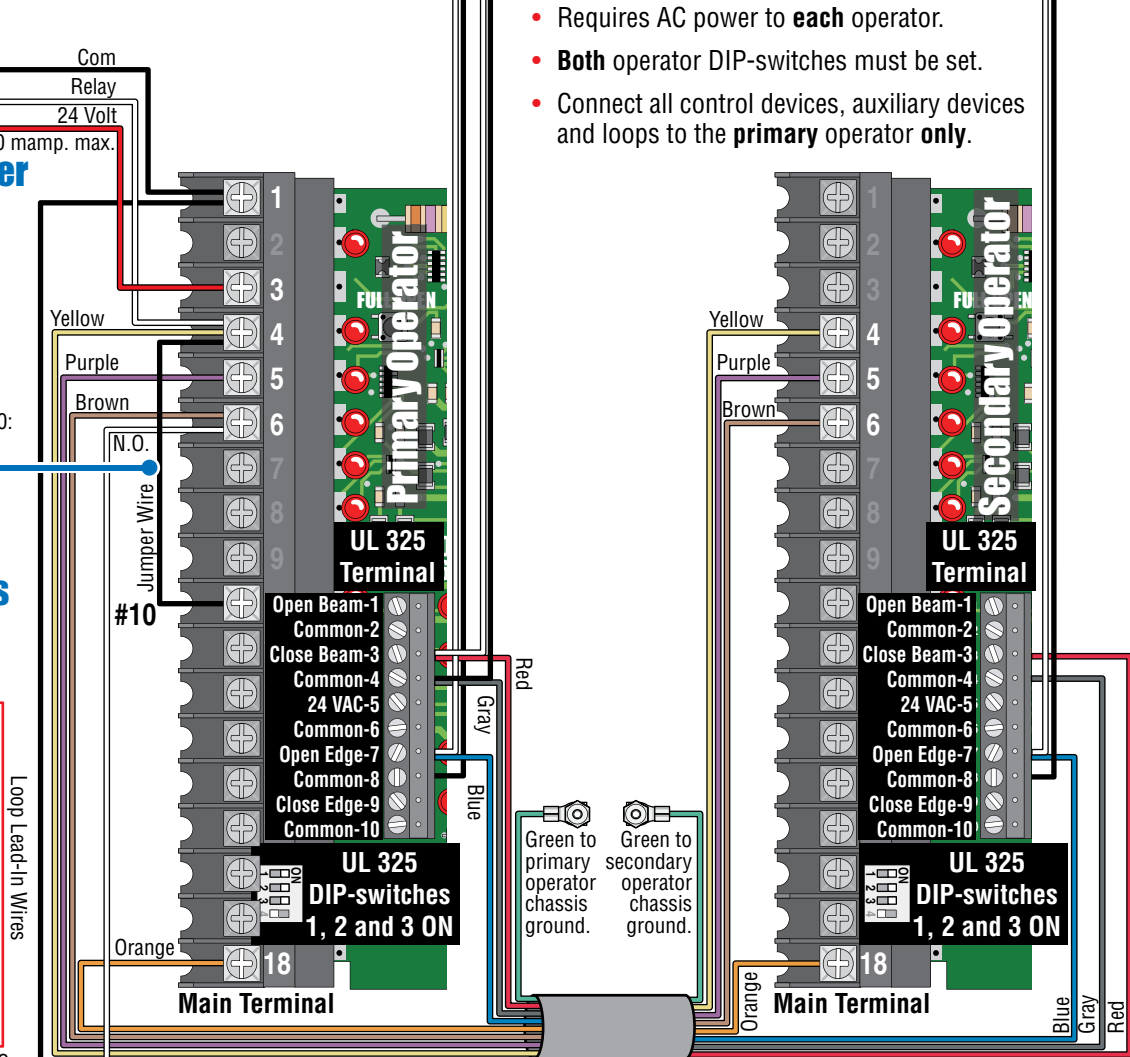 • Requires AC power to each operator.
• Both operator DIP-switches must be set.
• Connect all control devices, auxiliary devices
and loops to the primary operator only.
Com
Relay
24 Volt
0 mamp. max.
er
Yellow
Purple
Brown
0:
N.O.
Jumper Wire
s
#10
Loop Lead-In Wires
Orange
1
2
3
4
5
6
7
8
9
18
Primary Operator
UL 325
Terminal
Open Beam-1
Common-2
Close Beam-3
Common-4
24 VAC-5
Common-6
Open Edge-7
Common-8
Close Edge-9
Common-10
ON
1 2 3 4
UL 325
DIP-switches
1, 2 and 3 ON
Main Terminal
Red
Gray
Blue
Green to
primary
operator
chassis
ground.
Green to
secondary
operator
chassis
ground.
Yellow
Purple
Brown
1
2
3
4
5
6
7
8
9
18
Secondary Operator
UL 325
Terminal
Open Beam-1
Common-2
Close Beam-3
Common-4
24 VAC-5
Common-6
Open Edge-7
Common-8
Close Edge-9
Common-10
ON
1 2 3 4
UL 325
DIP-switches
1, 2 and 3 ON
Main Terminal
Orange
Blue
Gray
Red